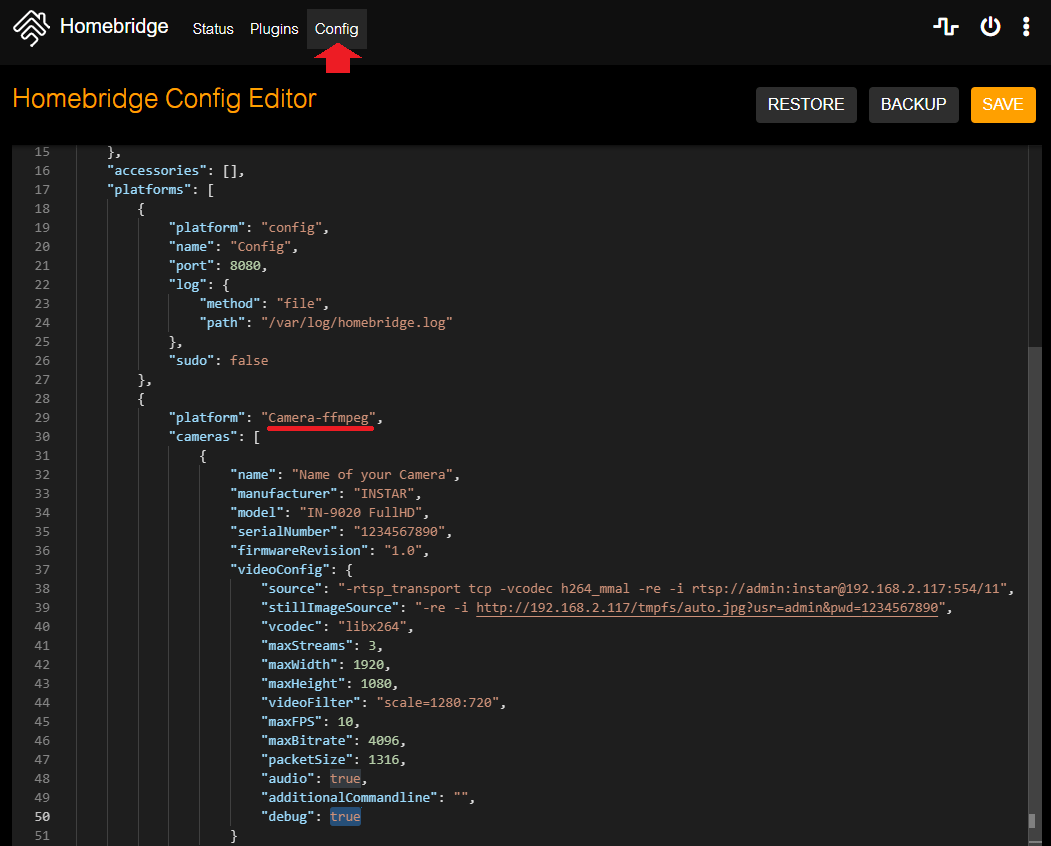 Homebridge Status Plugins Config
Homebridge Config Editor
RESTORE BACKUP SAVE
15 },
16 "accessories": [],
17 "platforms": [
18 {
19 "platform": "config",
20 "name": "Config",
21 "port": 8080,
22 "log": {
23 "method": "file",
24 "path": "/var/log/homebridge.log"
25 },
26 "sudo": false
27 },
28 {
29 "platform": "Camera-ffmpeg",
30 "cameras": [
31 {
32 "name": "Name of your Camera",
33 "manufacturer": "INSTAR",
34 "model": "IN-9020 FullHD",
35 "serialNumber": "1234567890",
36 "firmwareRevision": "1.0",
37 "videoConfig": {
38 "source": "-rtsp_transport tcp -vcodec h264_mmal -re -i rtsp://admin:instar@192.168.2.117:554/11",
39 "stillImageSource": "-re -i http://192.168.2.117/tmpfs/auto.jpg?usr=admin&pwd=1234567890",
40 "vcodec": "libx264",
41 "maxStreams": 3,
42 "maxWidth": 1920,
43 "maxHeight": 1080,
44 "videoFilter": "scale=1280:720",
45 "maxFPS": 10,
46 "maxBitrate": 4096,
47 "packetSize": 1316,
48 "audio": true,
49 "additionalCommandline": "",
50 "debug": true
51 }